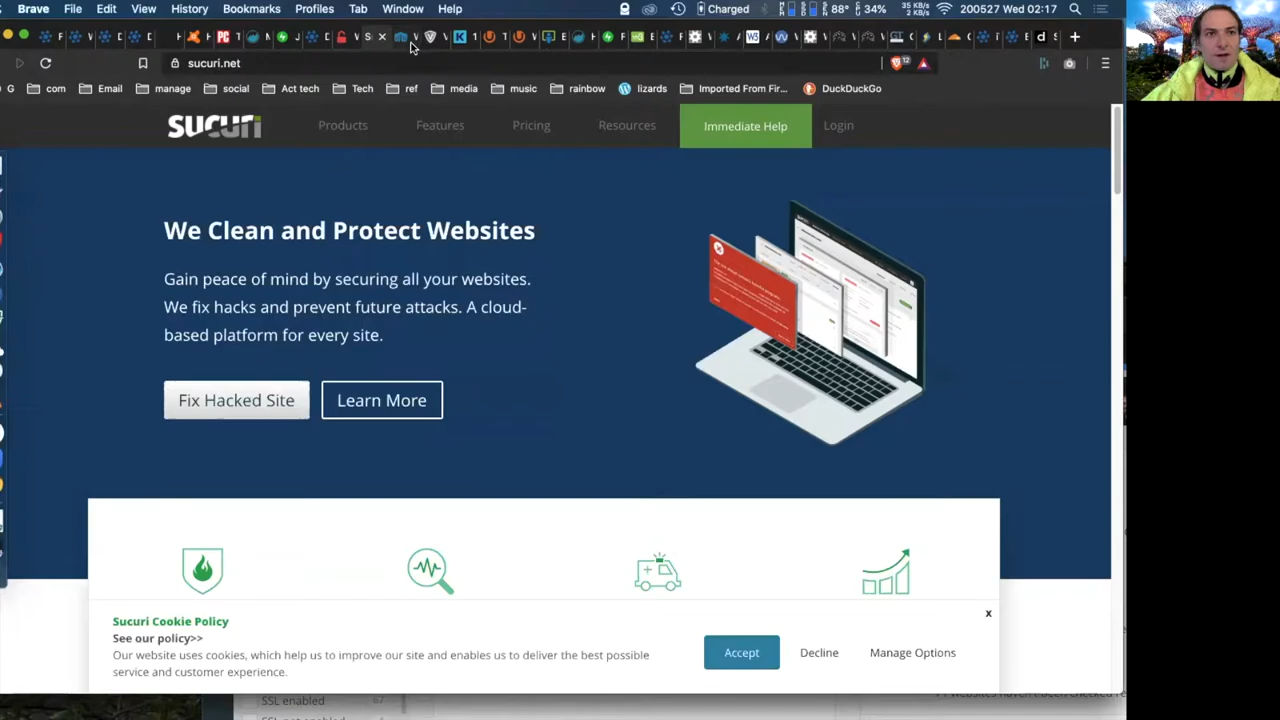 Brave File Edit View History Bookmarks Profiles Tab Window Help Charged 88° 34% 35 KB/s 2 KB/s 200527 Wed 02:17
sucuri.net 12
G com Email manage social Act tech Tech ref media music rainbow lizards Imported From Fir... DuckDuckGo
SUCURI Products Features Pricing Resources Immediate Help Login
We Clean and Protect Websites
Gain peace of mind by securing all your websites.
We fix hacks and prevent future attacks. A cloud-
based platform for every site.
Fix Hacked Site Learn More
Sucuri Cookie Policy x
See our policy>>
Our website uses cookies, which help us to improve our site and enables us to deliver the best possible
service and customer experience.
Accept Decline Manage Options
SSL enabled